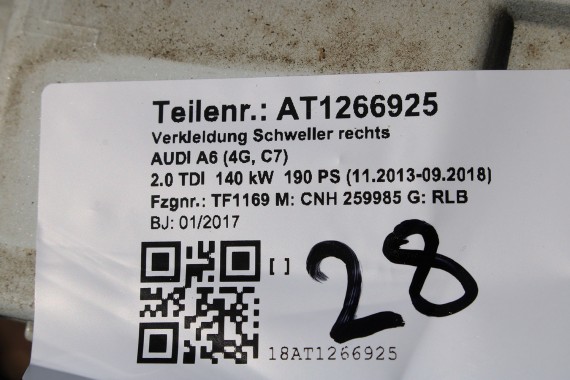 Teilenr.: AT1266925
Verkleidung Schweller rechts
AUDI A6 (4G, C7)
2.0 TDI 140 kW 190 PS (11.2013-09.2018)
Fzgnr.: TF1169 M: CNH 259985 G: RLB
BJ: 01/2017
[ ]
28
18AT1266925